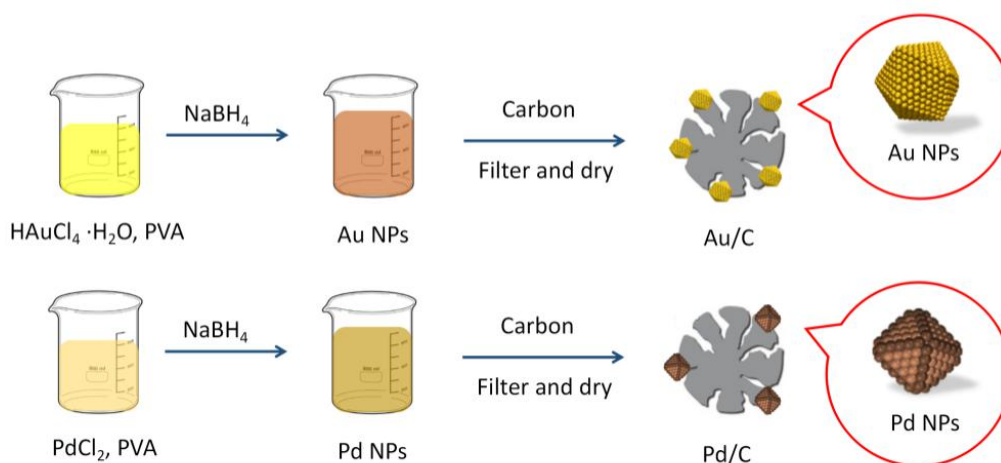 NaBH₄
Carbon
Filter and dry
Au NPs
HAuCl₄ ·H₂O, PVA
Au NPs
Au/C
NaBH₄
Carbon
Filter and dry
Pd NPs
PdCl₂, PVA
Pd NPs
Pd/C